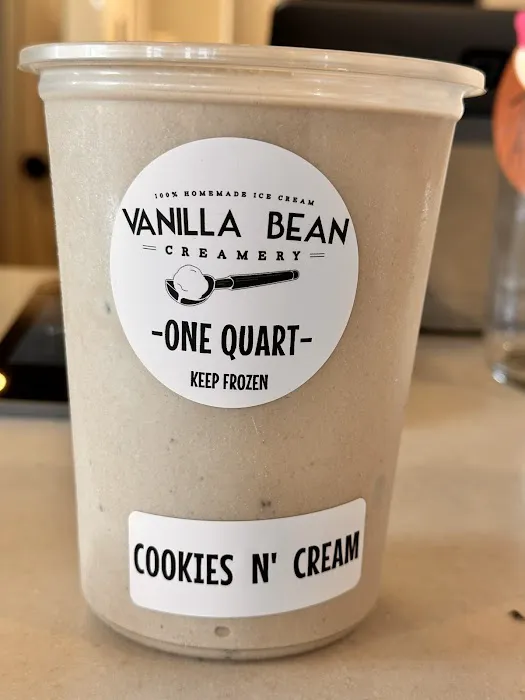 100% HOMEMADE ICE CREAM
VANILLA BEAN
CREAMERY
-ONE QUART-
KEEP FROZEN
COOKIES N' CREAM